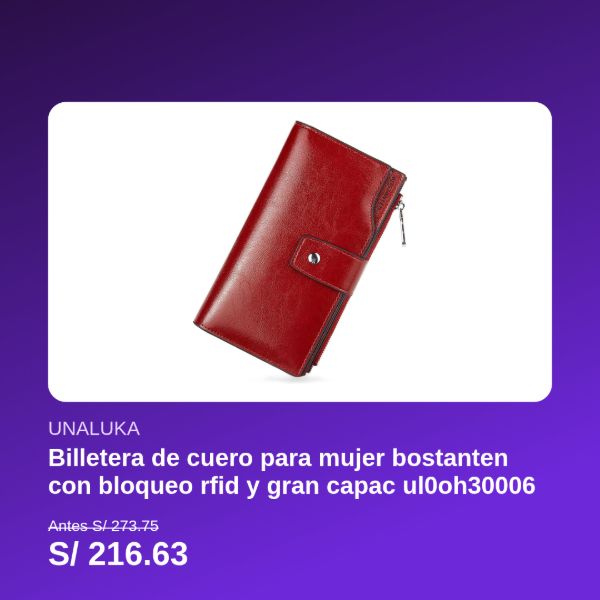 UNALUKA
Billetera de cuero para mujer bostanten
con bloqueo rfid y gran capac ul0oh30006
Antes S/ 273.75
S/ 216.63